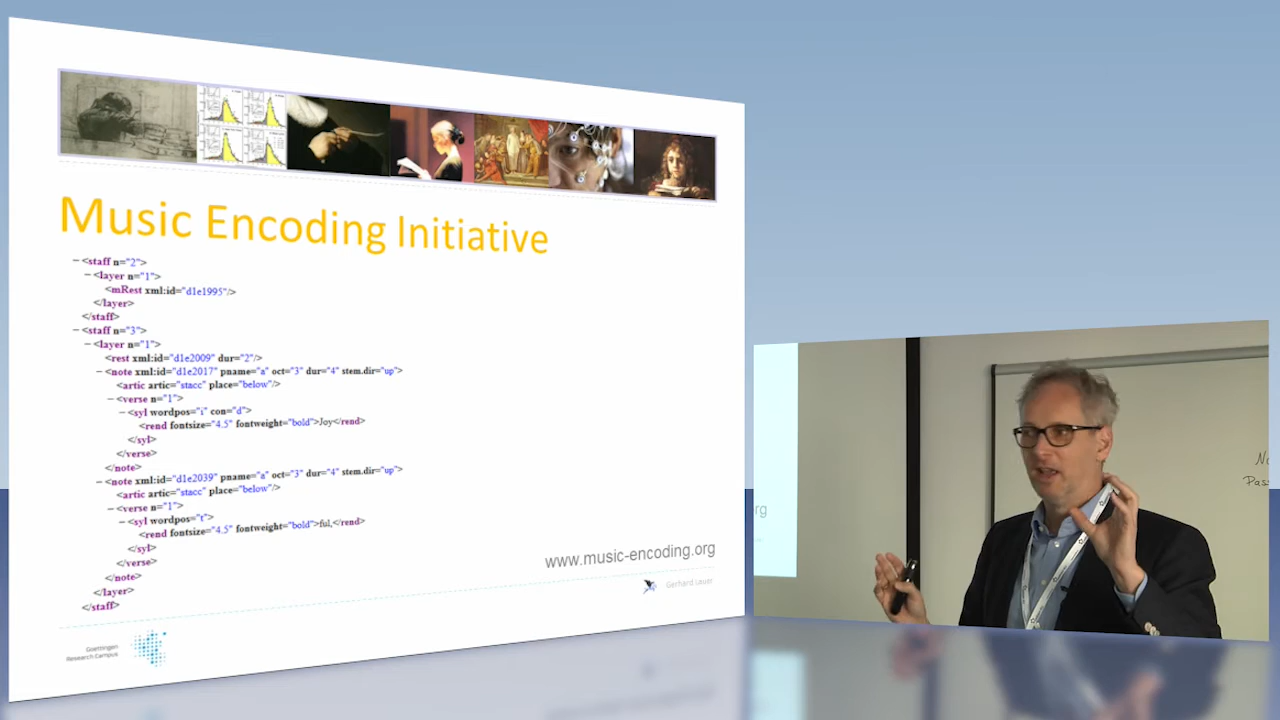 Music Encoding Initiative
− <staff n="2">
− <layer n="1">
<mRest xml:id="d1e1995"/>
</layer>
</staff>
− <staff n="3">
− <layer n="1">
<rest xml:id="d1e2009" dur="2"/>
− <note xml:id="d1e2017" pname="a" oct="3" dur="4" stem.dir="up">
<artic artic="stacc" place="below"/>
− <verse n="1">
− <syl wordpos="i" con="d">
<rend fontsize="4.5" fontweight="bold">Joy</rend>
</syl>
</verse>
</note>
− <note xml:id="d1e2039" pname="a" oct="3" dur="4" stem.dir="up">
<artic artic="stacc" place="below"/>
− <verse n="1">
− <syl wordpos="t">
<rend fontsize="4.5" fontweight="bold">ful,</rend>
</syl>
</verse>
</note>
</layer>
</staff>
www.music-encoding.org
Gerhard Lauer
Goettingen
Research Campus
rg